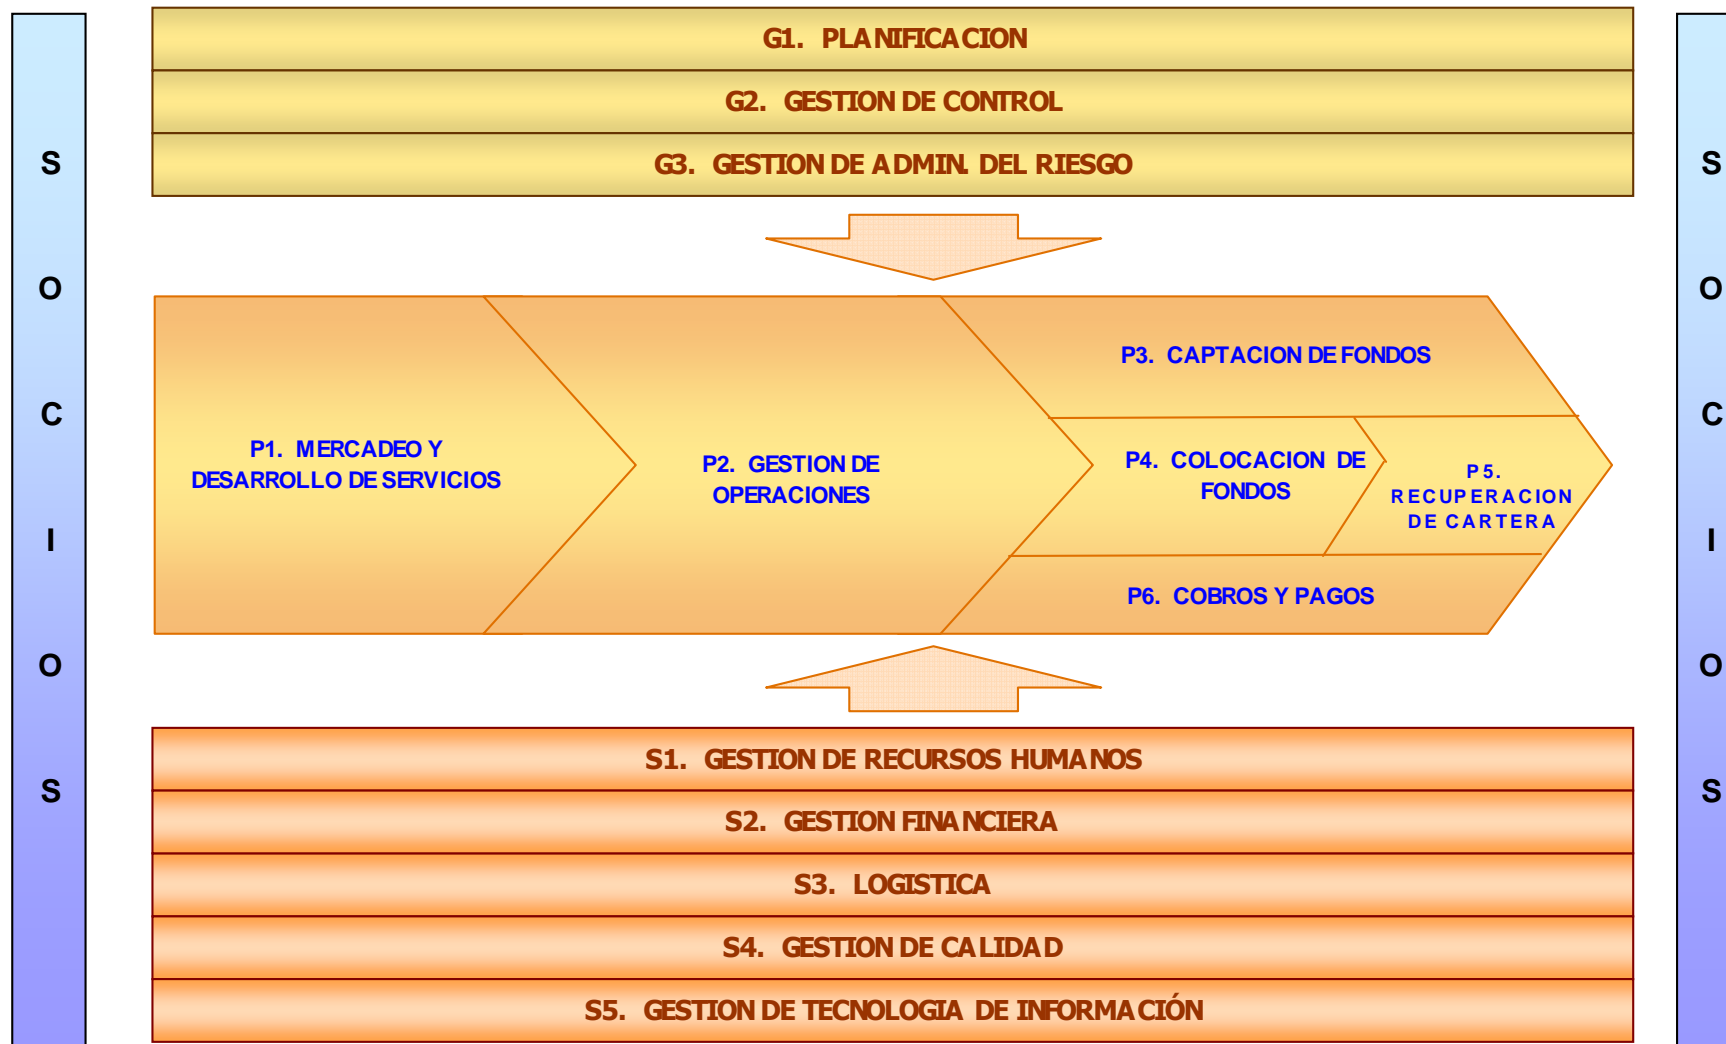 S
O
C
I
O
S
G1. PLANIFICACION
G2. GESTION DE CONTROL
G3. GESTION DE ADMIN. DEL RIESGO
P1. MERCADEO Y
DESARROLLO DE SERVICIOS
P2. GESTION DE
OPERACIONES
P3. CAPTACION DE FONDOS
P4. COLOCACION DE
FONDOS
P5.
RECUPERACION
DE CARTERA
P6. COBROS Y PAGOS
S1. GESTION DE RECURSOS HUMANOS
S2. GESTION FINANCIERA
S3. LOGISTICA
S4. GESTION DE CALIDAD
S5. GESTION DE TECNOLOGIA DE INFORMACIÓN
S
O
C
I
O
S